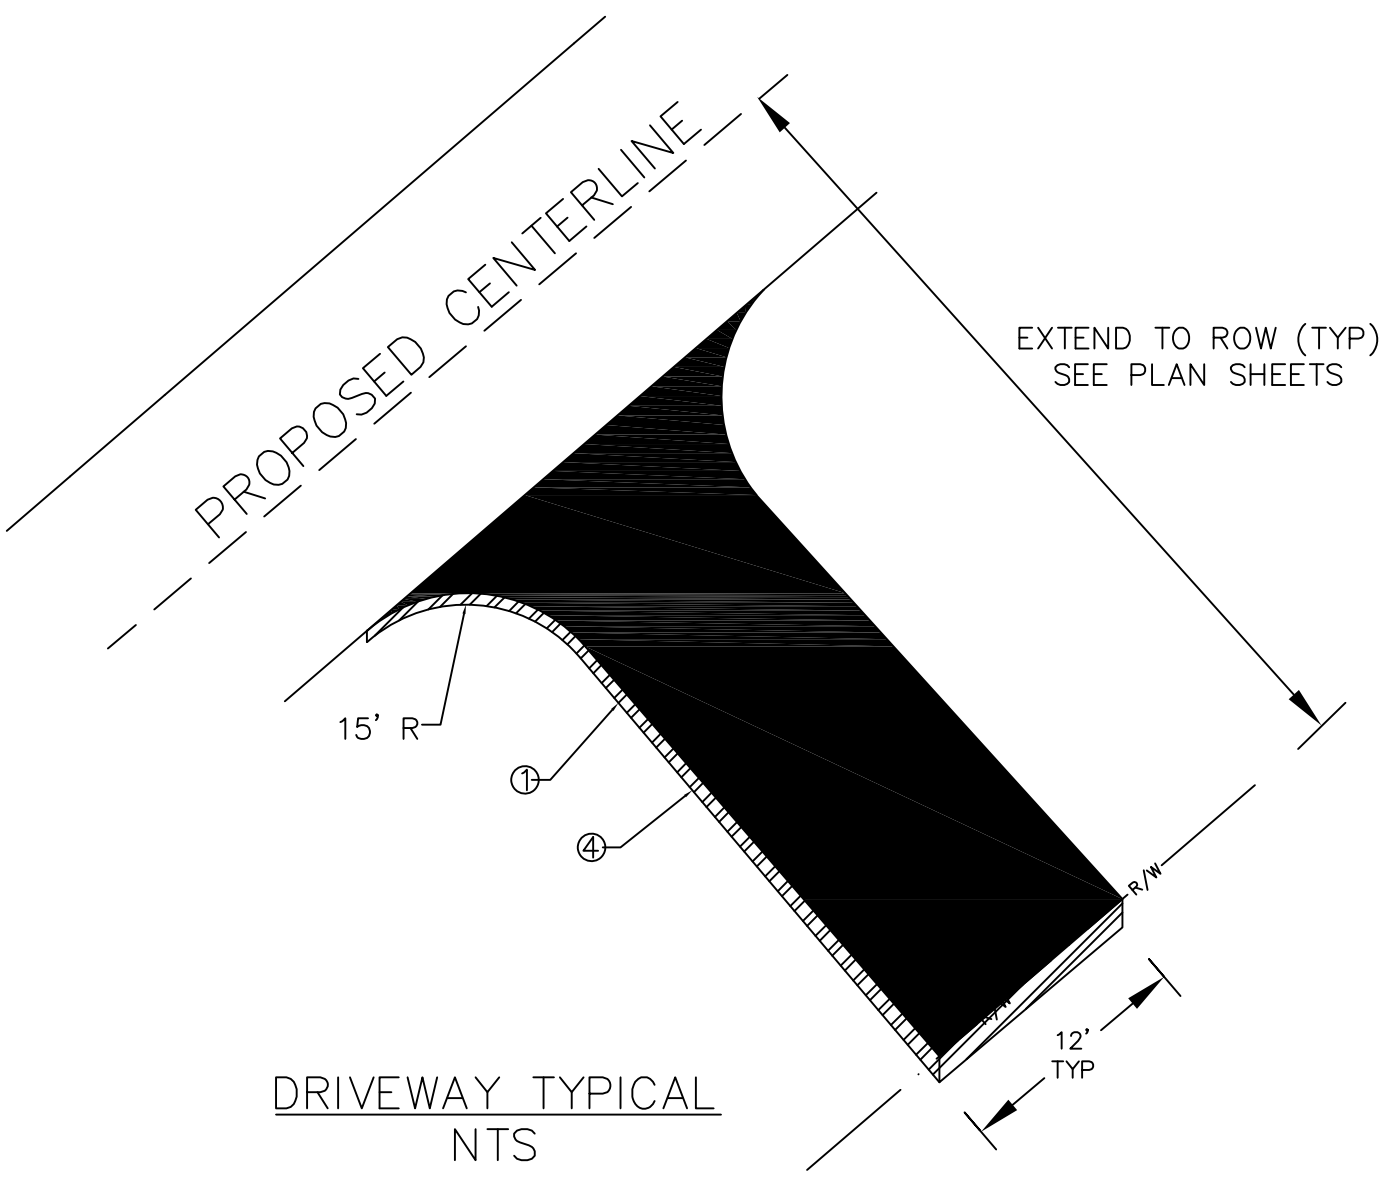 PROPOSED CENTERLINE
EXTEND TO ROW (TYP)
SEE PLAN SHEETS
15' R
1
4
R/W
R/W
12'
TYP
DRIVEWAY TYPICAL
NTS